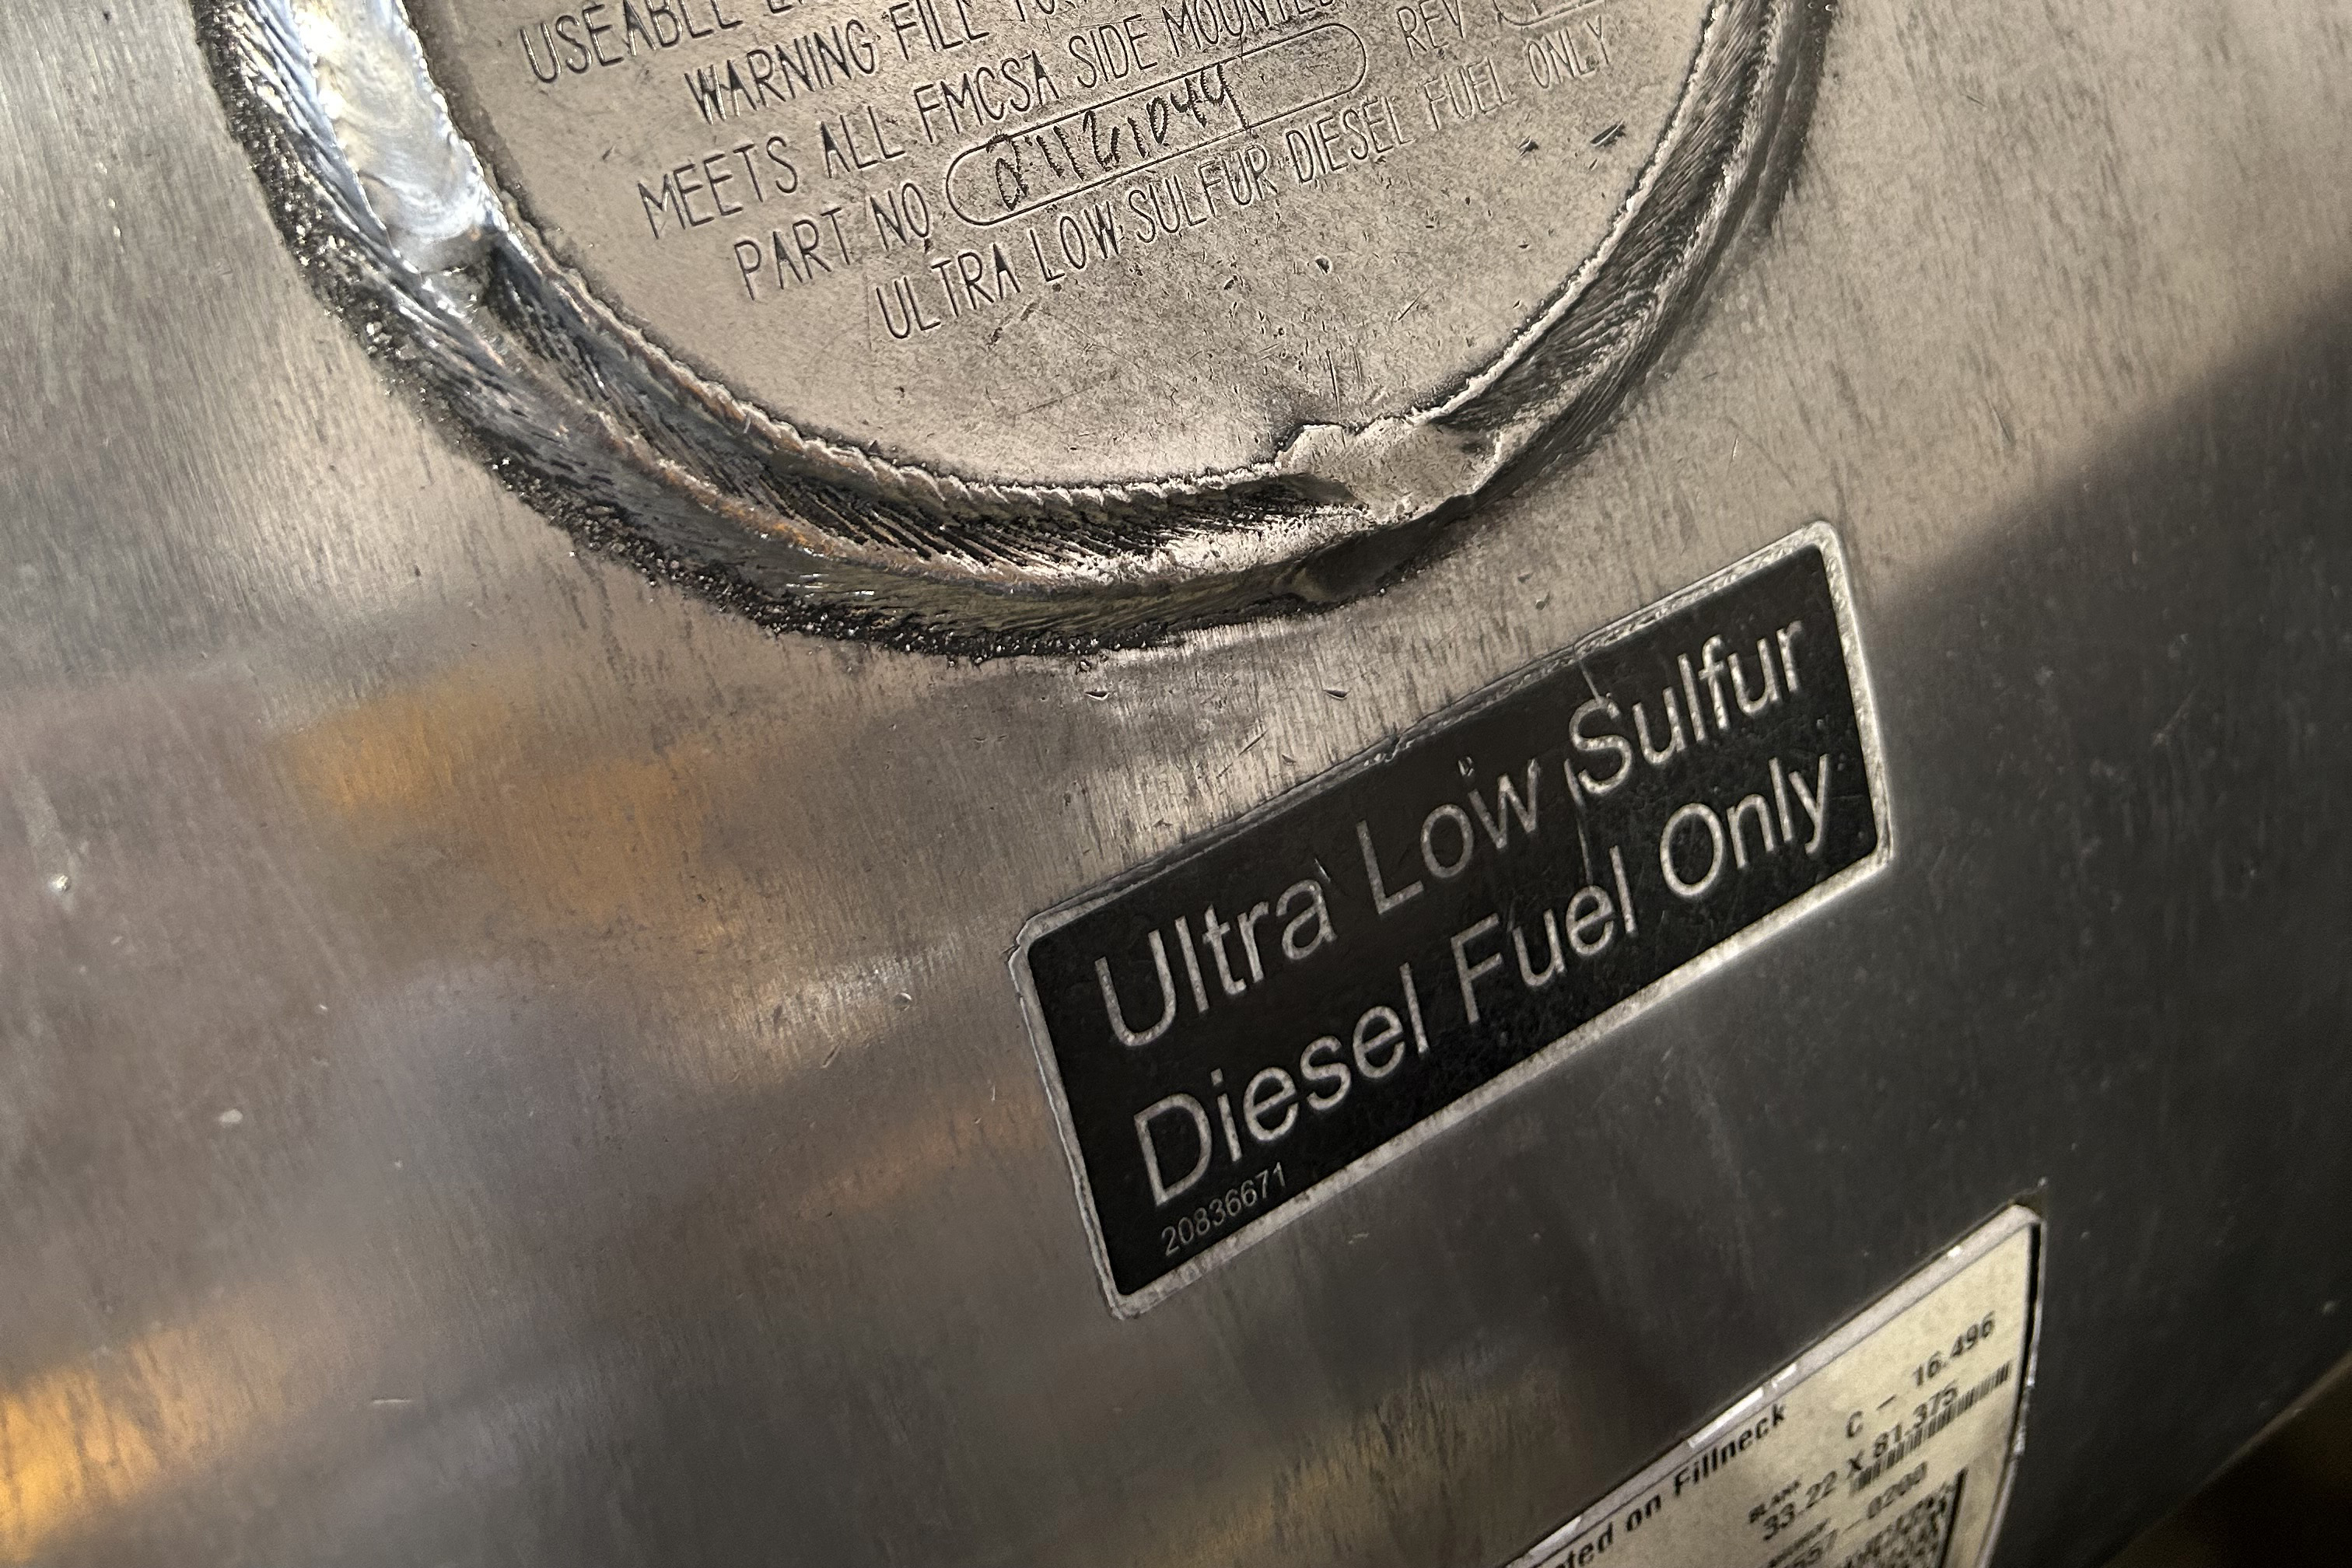 USEABLE
WARNING FILL
MEETS ALL FMCSA SIDE MOUNTED
PART NO REV
ULTRA LOW SULFUR DIESEL FUEL ONLY
Ultra Low Sulfur
Diesel Fuel Only
20836671
on Fillneck
C - 16.496
BLANK
33.22 X 81.375